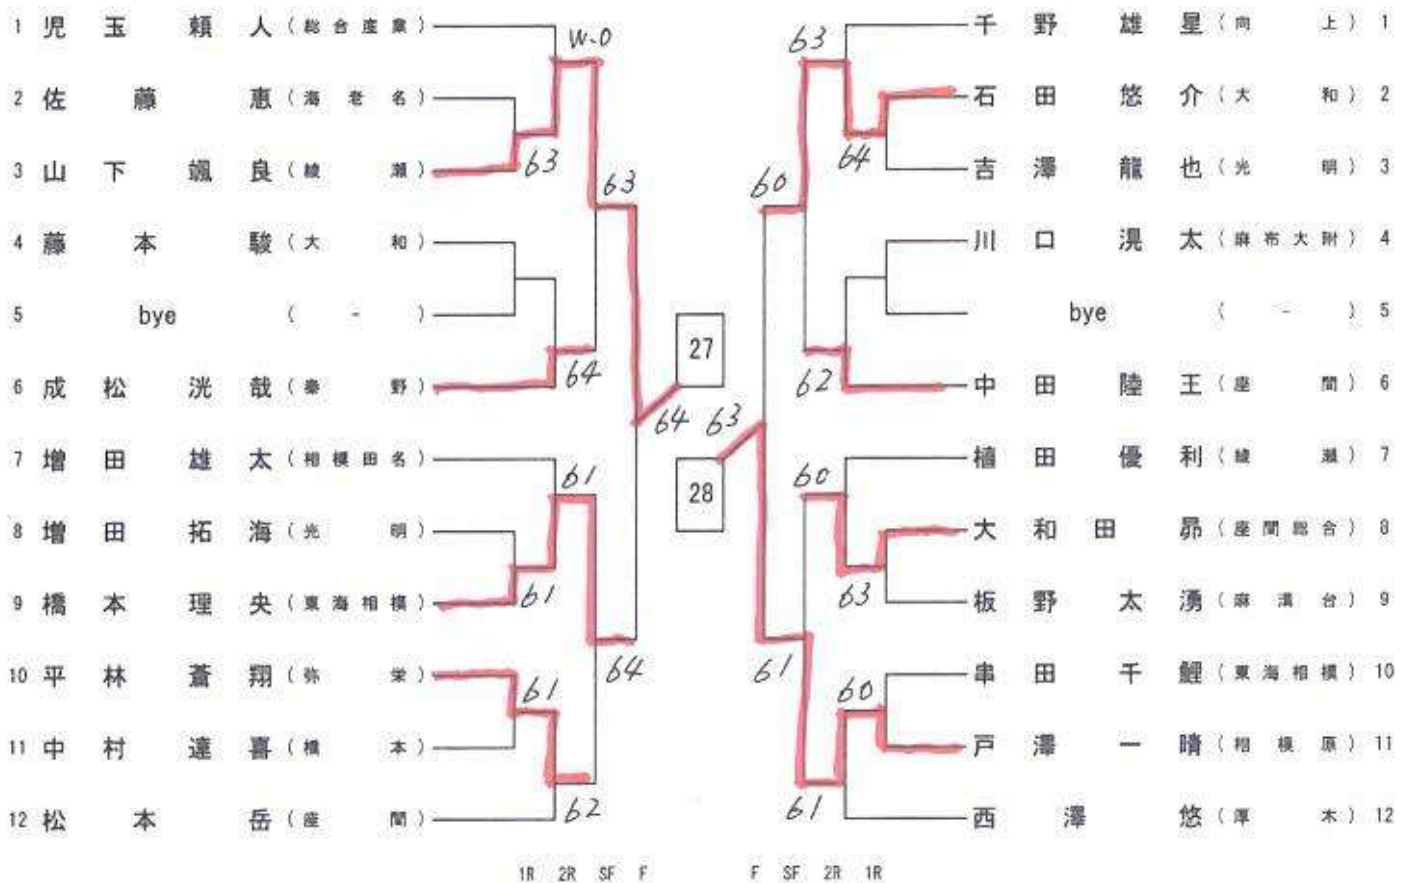 1 児玉頼人（総合産業）
2 佐藤恵（海老名）
3 山下颯良（綾瀬）
4 藤本駿（大和）
5 bye（-）
6 成松洸哉（秦野）
7 増田雄太（相模田名）
8 増田拓海（光明）
9 橋本理央（東海相模）
10 平林蒼翔（弥栄）
11 中村達喜（橋本）
12 松本岳（座間）
W.O
63
63
64
61
61
61
62
64
64
27
1R 2R SF F
千野雄星（向上）1
石田悠介（大和）2
吉澤龍也（光明）3
川口滉太（麻布大附）4
bye（-）5
中田陸王（座間）6
植田優利（綾瀬）7
大和田昴（座間総合）8
板野太湧（麻溝台）9
串田千鯉（東海相模）10
戸澤一晴（相模原）11
西澤悠（厚木）12
63
64
60
62
63
60
63
60
61
61
28
F SF 2R 1R